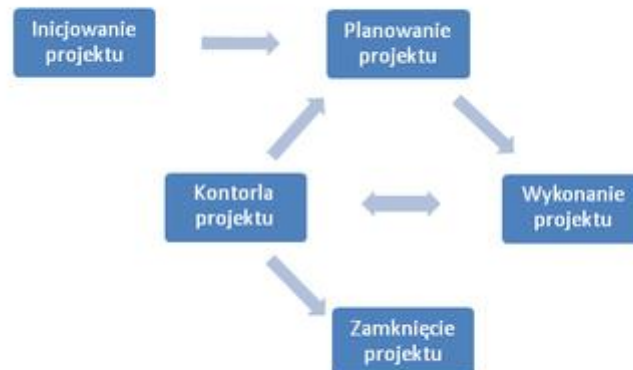 Inicjowanie
projektu
Planowanie
projektu
Kontorla
projektu
Wykonanie
projektu
Zamknięcie
projektu